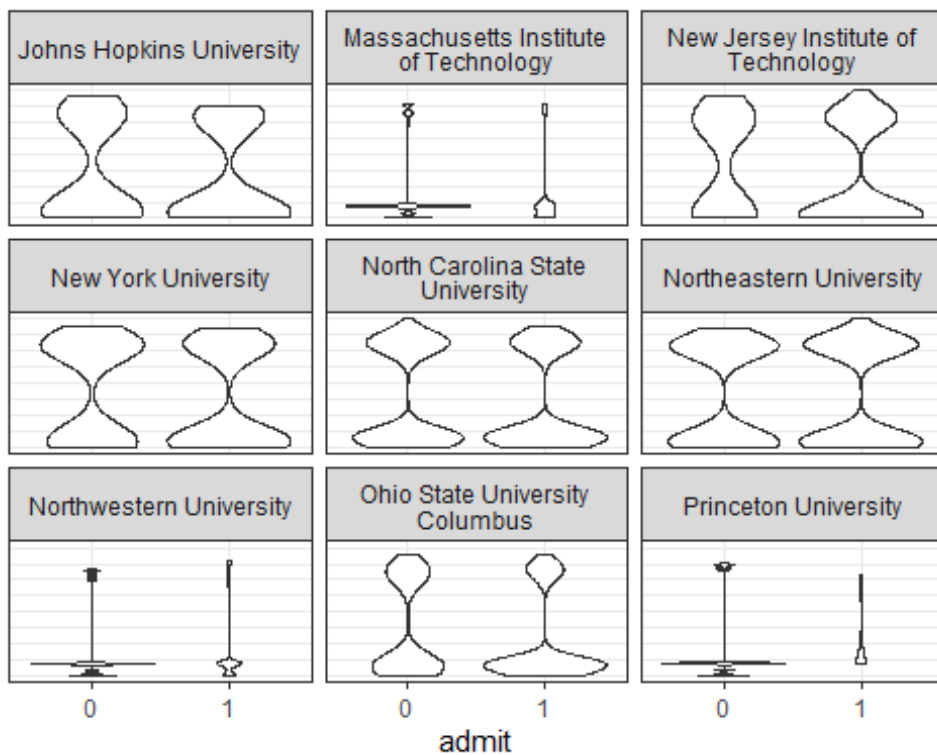 Johns Hopkins University
Massachusetts Institute
of Technology
New Jersey Institute of
Technology
New York University
North Carolina State
University
Northeastern University
Northwestern University
Ohio State University
Columbus
Princeton University
0 1 0 1 0 1
admit